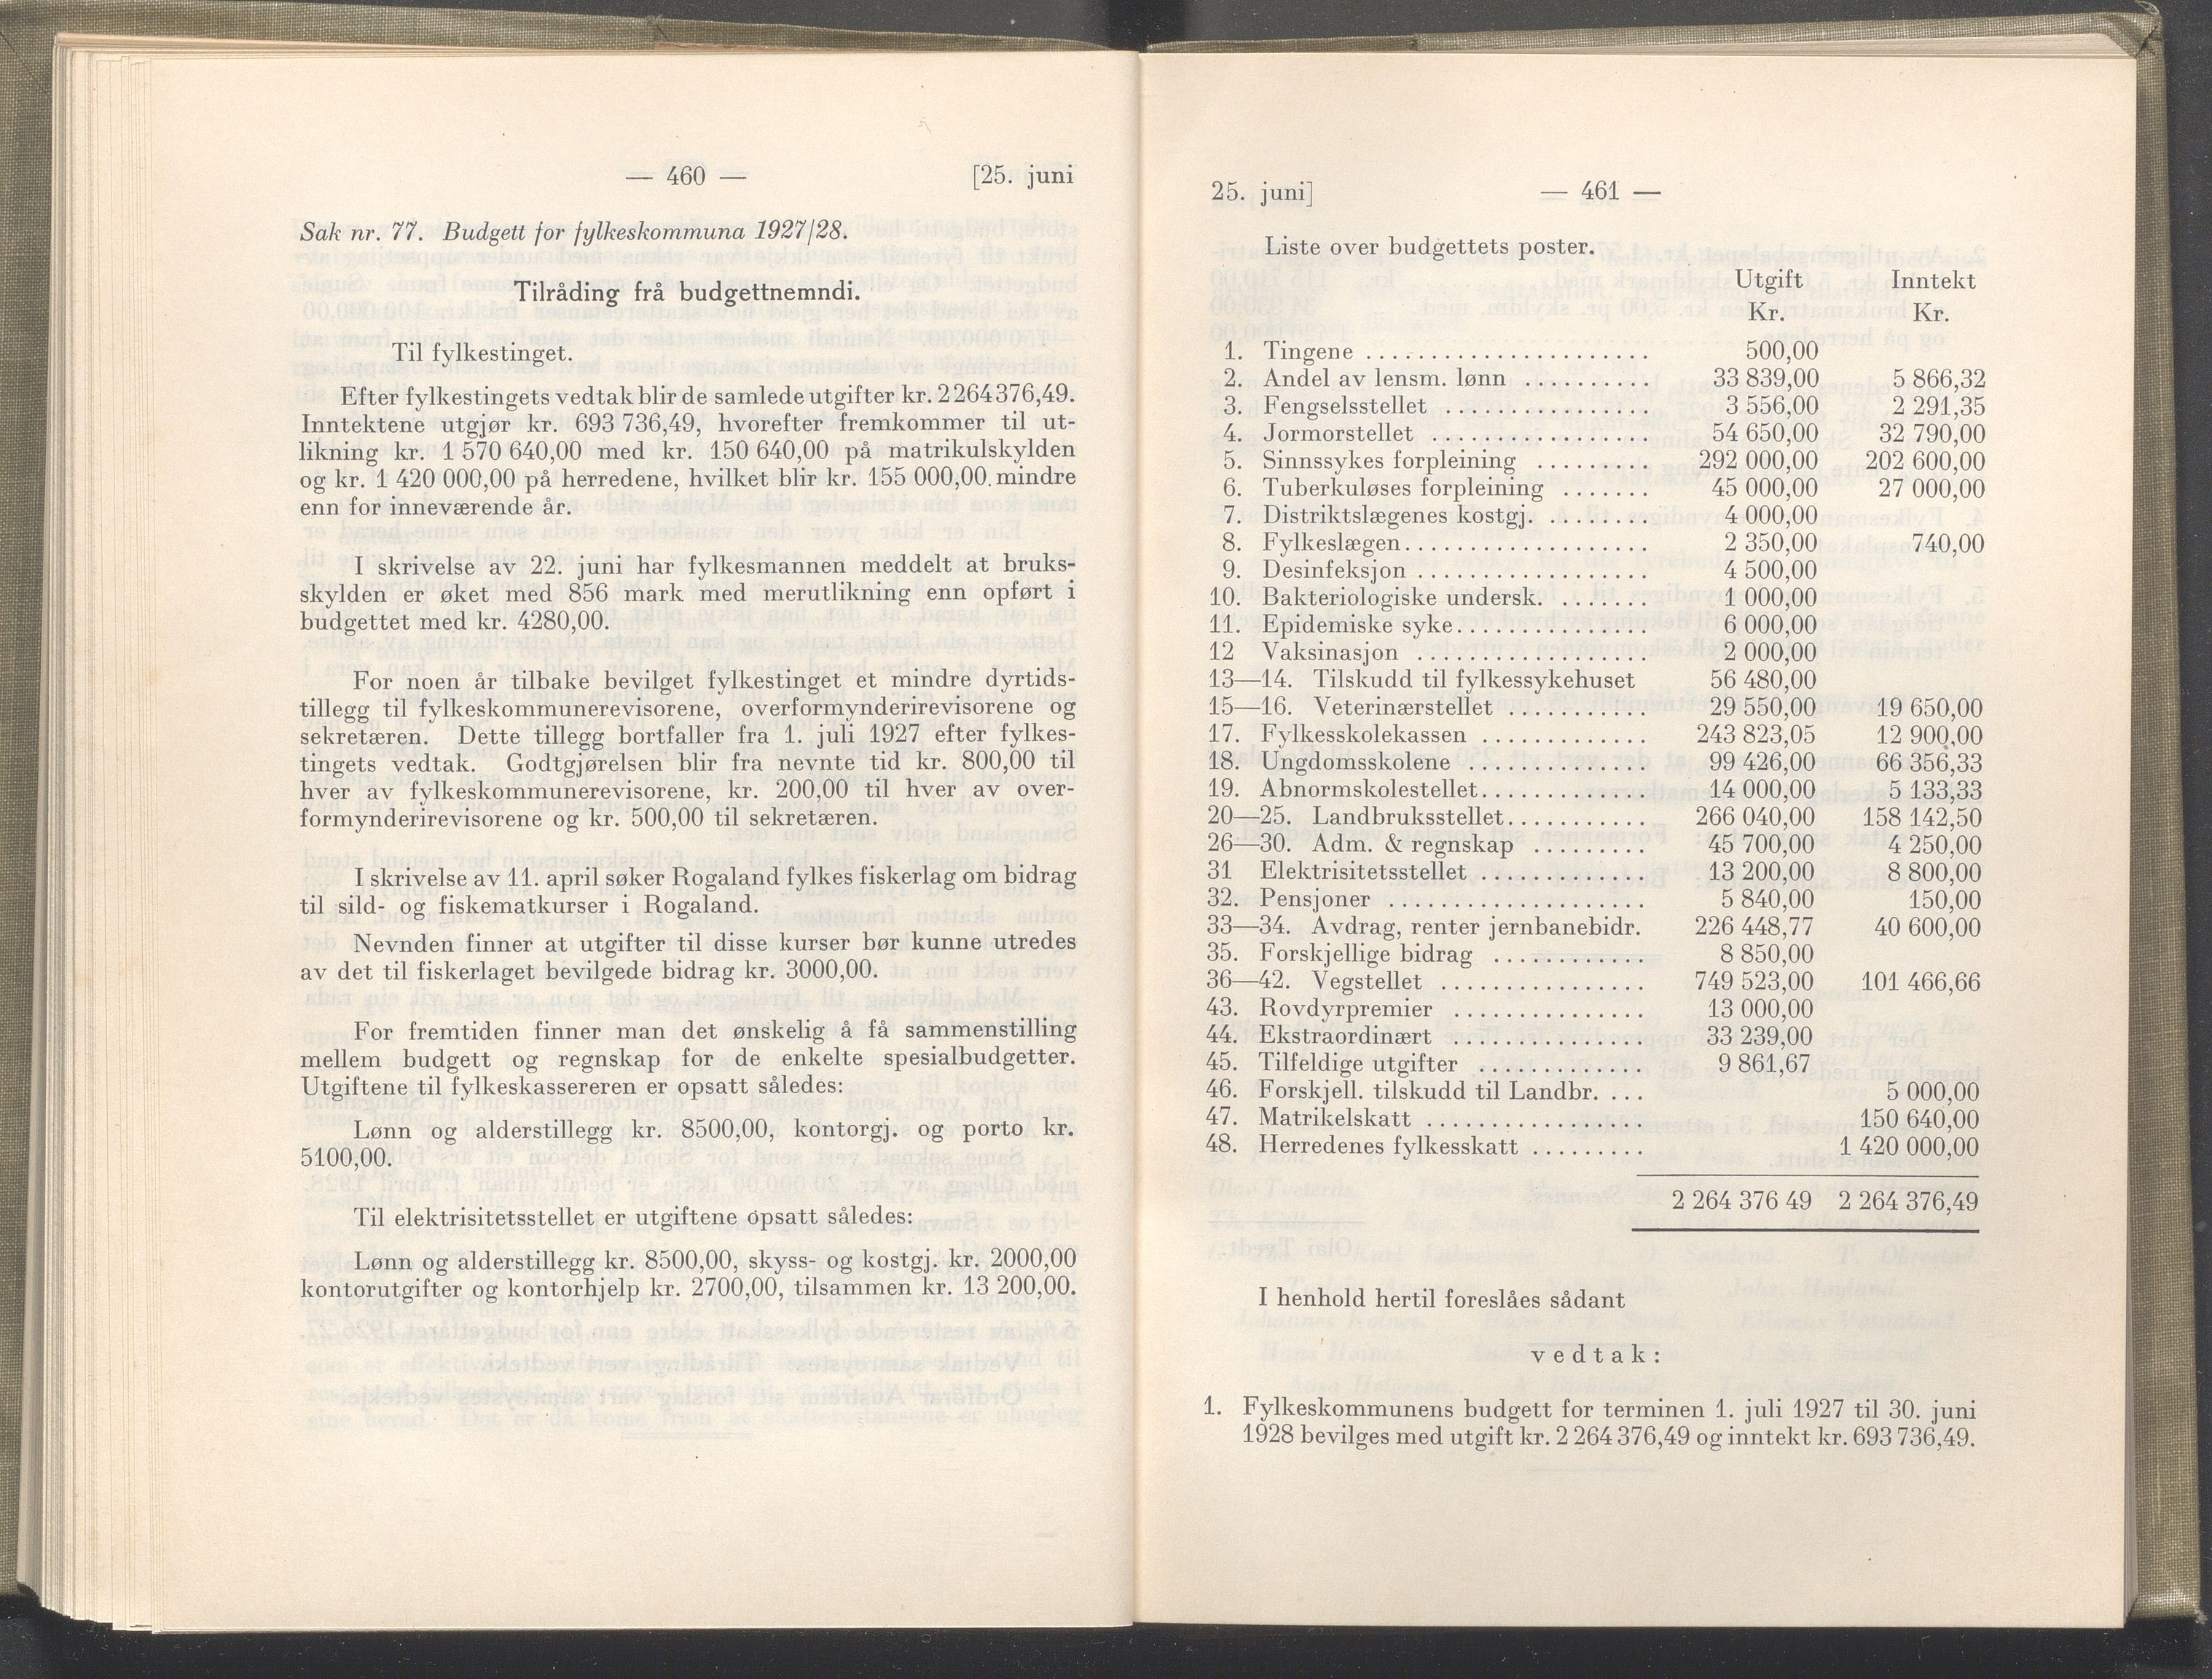 — 460 — [25. juni
Sak nr. 77. Budgett for fylkeskommuna 1927/28.
Tilråding frå budgettnemndi.
Til fylkestinget.
Efter fylkestingets vedtak blir de samlede utgifter kr. 2264376,49.
Inntektene utgjør kr. 693 736,49, hvorefter fremkommer til ut-
likning kr. 1 570 640,00 med kr. 150 640,00 på matrikulskylden
og kr. 1 420 000,00 på herredene, hvilket blir kr. 155 000,00. mindre
enn for inneværende år.
I skrivelse av 22. juni har fylkesmannen meddelt at bruks-
skylden er øket med 856 mark med merutlikning enn opført i
budgettet med kr. 4280,00.
For noen år tilbake bevilget fylkestinget et mindre dyrtids-
tillegg til fylkeskommunerevisorene, overformynderirevisorene og
sekretæren. Dette tillegg bortfaller fra 1. juli 1927 efter fylkes-
tingets vedtak. Godtgjørelsen blir fra nevnte tid kr. 800,00 til
hver av fylkeskommunerevisorene, kr. 200,00 til hver av over-
formynderirevisorene og kr. 500,00 til sekretæren.
I skrivelse av 11. april søker Rogaland fylkes fiskerlag om bidrag
til sild- og fiskematkurser i Rogaland.
Nevnden finner at utgifter til disse kurser bør kunne utredes
av det til fiskerlaget bevilgede bidrag kr. 3000,00.
For fremtiden finner man det ønskelig å få sammenstilling
mellem budgett og regnskap for de enkelte spesialbudgetter.
Utgiftene til fylkeskassereren er opsatt således:
Lønn og alderstillegg kr. 8500,00, kontorgj. og porto kr.
5100,00.
Til elektrisitetsstellet er utgiftene opsatt således:
Lønn og alderstillegg kr. 8500,00, skyss- og kostgj. kr. 2000,00
kontorutgifter og kontorhjelp kr. 2700,00, tilsammen kr. 13 200,00.
25. juni] — 461 —
Liste over budgettets poster.
Utgift Inntekt
Kr. Kr.
1. Tingene ...................... 500,00
2. Andel av lensm. lønn ......... 33 839,00 5 866,32
3. Fengselsstellet ................ 3 556,00 2 291,35
4. Jormorstellet ................. 54 650,00 32 790,00
5. Sinnssykes forpleining ......... 292 000,00 202 600,00
6. Tuberkuløses forpleining ....... 45 000,00 27 000,00
7. Distriktslægenes kostgj. ........ 4 000,00
8. Fylkeslægen................... 2 350,00 740,00
9. Desinfeksjon .................. 4 500,00
10. Bakteriologiske undersk. ....... 1 000,00
11. Epidemiske syke............... 6 000,00
12 Vaksinasjon .................. 2 000,00
13—14. Tilskudd til fylkessykehuset 56 480,00
15—16. Veterinærstellet ........... 29 550,00 19 650,00
17. Fylkesskolekassen ............. 243 823,05 12 900,00
18. Ungdomsskolene .............. 99 426,00 66 356,33
19. Abnormskolestellet............. 14 000,00 5 133,33
20—25. Landbruksstellet........... 266 040,00 158 142,50
26—30. Adm. & regnskap ......... 45 700,00 4 250,00
31 Elektrisitetsstellet ............. 13 200,00 8 800,00
32. Pensjoner .................... 5 840,00 150,00
33—34. Avdrag, renter jernbanebidr. 226 448,77 40 600,00
35. Forskjellige bidrag ............ 8 850,00
36—42. Vegstellet ................ 749 523,00 101 466,66
43. Rovdyrpremier ............... 13 000,00
44. Ekstraordinært ............... 33 239,00
45. Tilfeldige utgifter ............. 9 861,67
46. Forskjell. tilskudd til Landbr. ... 5 000,00
47. Matrikelskatt ................. 150 640,00
48. Herredenes fylkesskatt ......... 1 420 000,00
2 264 376 49 2 264 376,49
I henhold hertil foreslåes sådant
vedtak:
1. Fylkeskommunens budgett for terminen 1. juli 1927 til 30. juni
1928 bevilges med utgift kr. 2 264 376,49 og inntekt kr. 693 736,49.